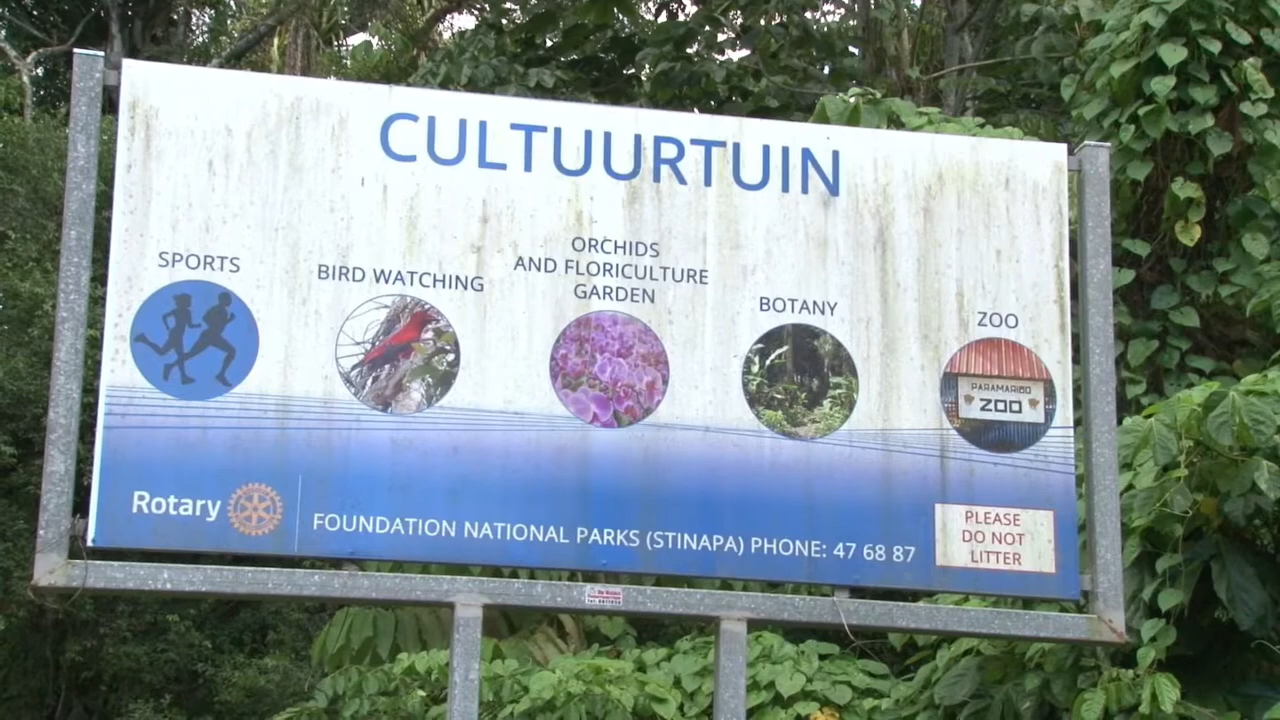 CULTUURTUIN
SPORTS
BIRD WATCHING
ORCHIDS
AND FLORICULTURE
GARDEN
BOTANY
ZOO
PARAMARIBO
ZOO
Rotary
FOUNDATION NATIONAL PARKS (STINAPA) PHONE: 47 68 87
PLEASE
DO NOT
LITTER